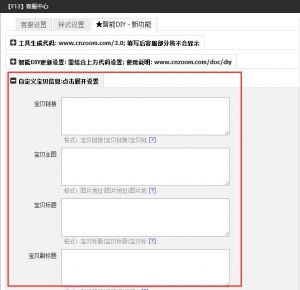 【F13】客服中心
客服设置 样式设置 ★智能DIY - 新功能
工具生成代码: www.cnzoom.com/3.0; 填写后客服部分将不会显示
智能DIY更新设置: 需结合上方代码设置; 使用说明: www.cnzoom.com/doc/diy
自定义宝贝信息:点击展开设置
宝贝链接
格式: 宝贝链接|宝贝链接|宝贝链 [?]
宝贝主图
格式: 图片地址|图片地址|图片地 [?]
宝贝标题
格式: 宝贝标题|宝贝标题|宝贝标 [?]
宝贝副标题